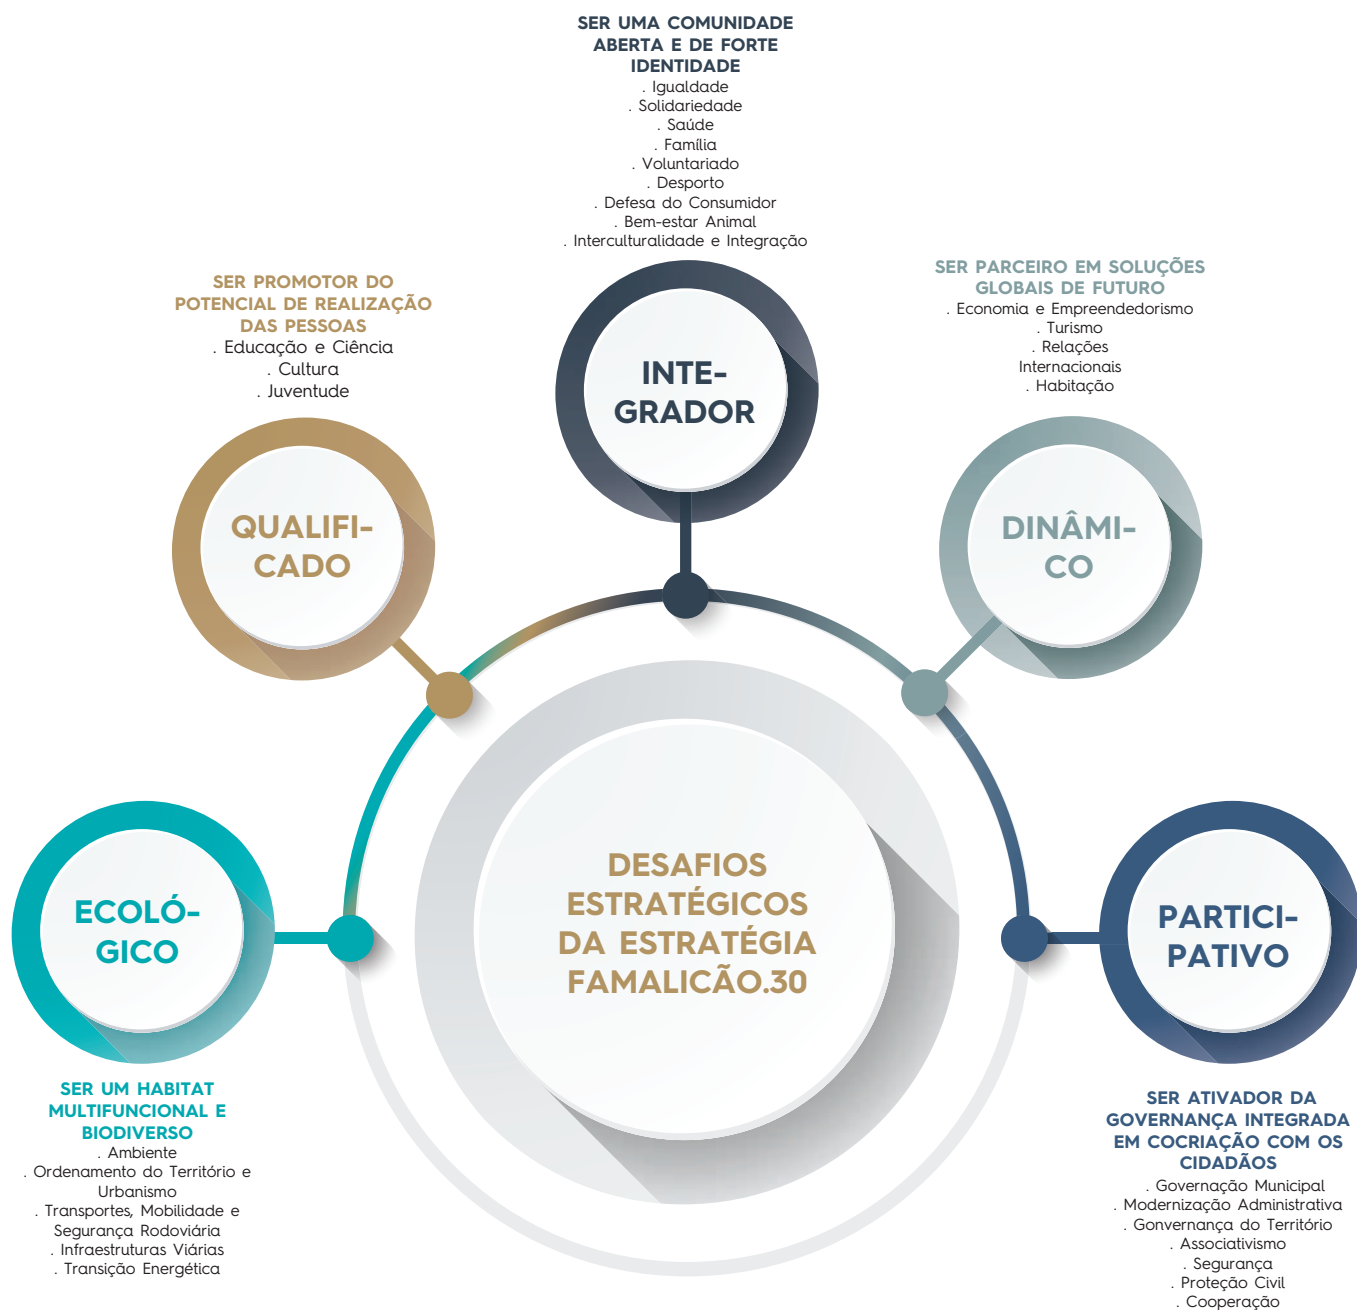 SER UMA COMUNIDADE
ABERTA E DE FORTE
IDENTIDADE
. Igualdade
. Solidariedade
. Saúde
. Família
. Voluntariado
. Desporto
. Defesa do Consumidor
. Bem-estar Animal
. Interculturalidade e Integração
INTE-
GRADOR
SER PROMOTOR DO
POTENCIAL DE REALIZAÇÃO
DAS PESSOAS
. Educação e Ciência
. Cultura
. Juventude
QUALIFI-
CADO
SER PARCEIRO EM SOLUÇÕES
GLOBAIS DE FUTURO
. Economia e Empreendedorismo
. Turismo
. Relações
Internacionais
. Habitação
DINÂMI-
CO
DESAFIOS
ESTRATÉGICOS
DA ESTRATÉGIA
FAMALICÃO.30
ECOLÓ-
GICO
SER UM HABITAT
MULTIFUNCIONAL E
BIODIVERSO
. Ambiente
. Ordenamento do Território e
Urbanismo
. Transportes, Mobilidade e
Segurança Rodoviária
. Infraestruturas Viárias
. Transição Energética
PARTICI-
PATIVO
SER ATIVADOR DA
GOVERNANÇA INTEGRADA
EM COCRIAÇÃO COM OS
CIDADÃOS
. Governação Municipal
. Modernização Administrativa
. Gonvernança do Território
. Associativismo
. Segurança
. Proteção Civil
. Cooperação